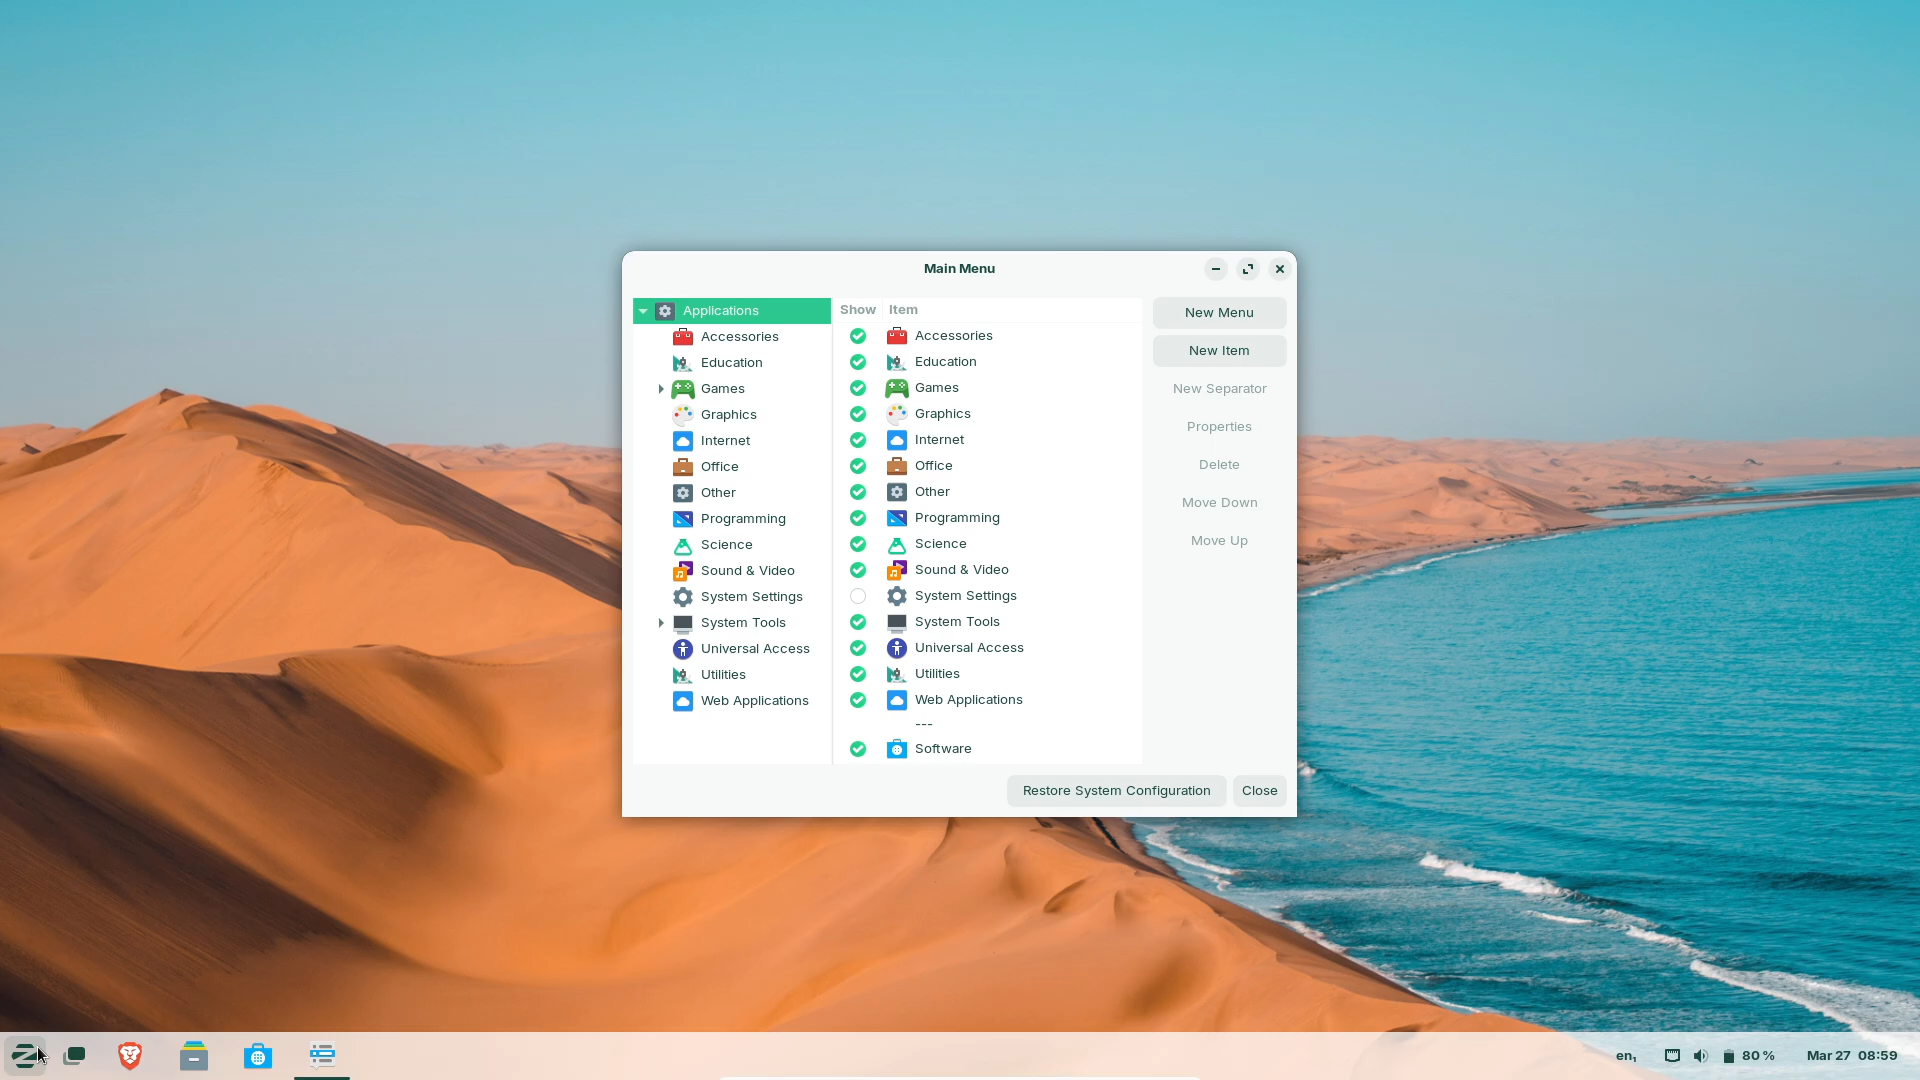 Main Menu
Applications
Accessories
Education
Games
Graphics
Internet
Office
Other
Programming
Science
Sound & Video
System Settings
System Tools
Universal Access
Utilities
Web Applications
Show Item
Accessories
Education
Games
Graphics
Internet
Office
Other
Programming
Science
Sound & Video
System Settings
System Tools
Universal Access
Utilities
Web Applications
---
Software
New Menu
New Item
New Separator
Properties
Delete
Move Down
Move Up
Restore System Configuration
Close
en₁
80 %
Mar 27 08:59